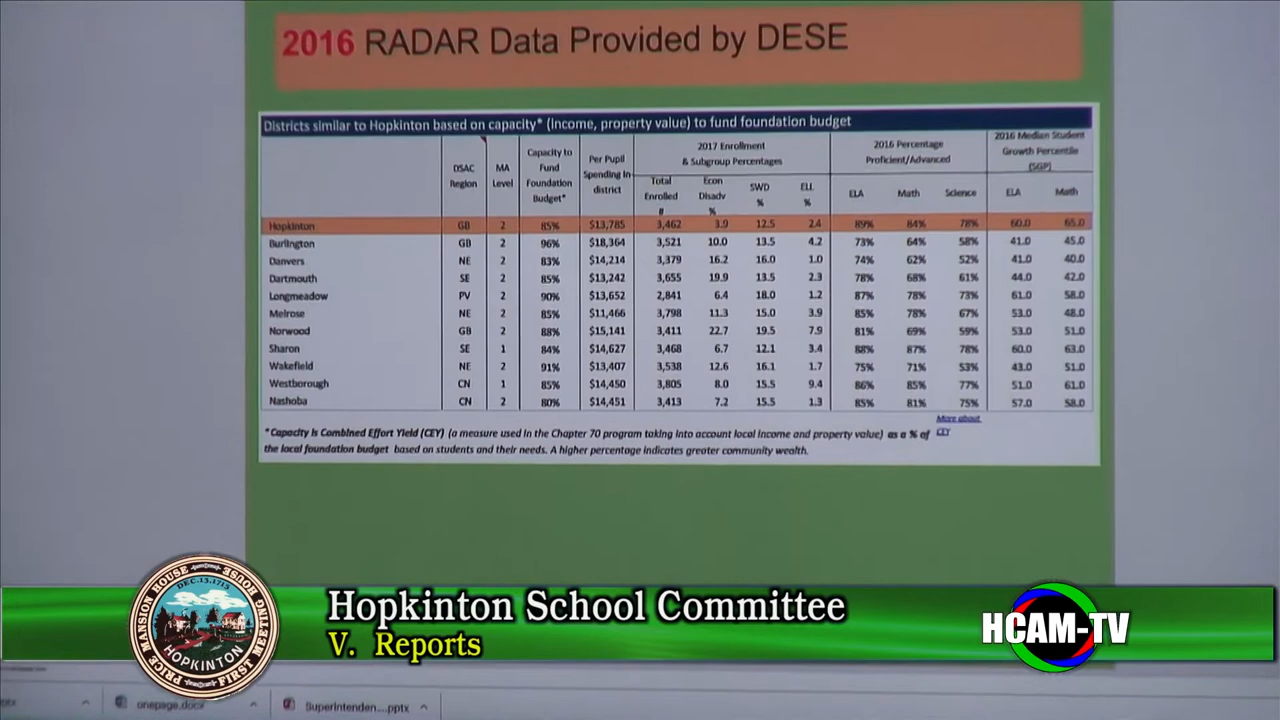 2016 RADAR Data Provided by DESE
Districts similar to Hopkinton based on capacity* (income, property value) to fund foundation budget
DSAC Region
MA Level
Capacity to Fund Foundation Budget*
Per Pupil Spending in district
2017 Enrollment & Subgroup Percentages
2016 Percentage Proficient/Advanced
2016 Median Student Growth Percentile (SGP)
Total Enrolled # Econ Disadv % SWD % ELL % ELA Math Science ELA Math
Hopkinton GB 2 85% $13,785 3,462 3.9 12.5 2.4 89% 84% 78% 60.0 65.0
Burlington GB 2 96% $18,364 3,521 10.0 13.5 4.2 73% 64% 58% 41.0 45.0
Danvers NE 2 83% $14,214 3,379 16.2 16.0 1.0 74% 62% 52% 41.0 40.0
Dartmouth SE 2 85% $13,242 3,655 19.9 13.5 2.3 78% 68% 61% 44.0 42.0
Longmeadow PV 2 90% $13,652 2,841 6.4 18.0 1.2 87% 78% 73% 61.0 58.0
Melrose NE 2 85% $11,466 3,798 11.3 15.0 3.9 85% 78% 67% 53.0 48.0
Norwood GB 2 88% $15,141 3,411 22.7 19.5 7.9 81% 69% 59% 53.0 51.0
Sharon SE 1 84% $14,627 3,468 6.7 12.1 3.4 88% 87% 78% 60.0 63.0
Wakefield NE 2 91% $13,407 3,538 12.6 16.1 1.7 75% 71% 53% 43.0 51.0
Westborough CN 1 85% $14,450 3,805 8.0 15.5 9.4 86% 85% 77% 51.0 61.0
Nashoba CN 2 80% $14,451 3,413 7.2 15.5 1.3 85% 81% 75% 57.0 58.0
More about
CEY
*Capacity is Combined Effort Yield (CEY) (a measure used in the Chapter 70 program taking into account local income and property value) as a % of
the local foundation budget based on students and their needs. A higher percentage indicates greater community wealth.
PRICE MANSION HOUSE
FIRST MEETING HOUSE
DEC.13.1715
HOPKINTON
Hopkinton School Committee
V. Reports
HCAM-TV
onepage.docx
Superintenden....pptx